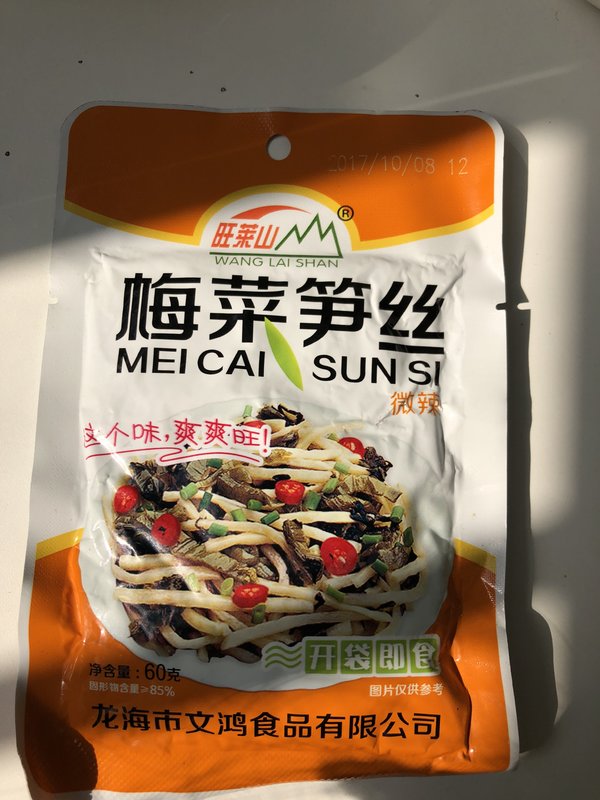 2017/10/08 12
旺莱山®
WANG LAI SHAN
梅菜笋丝
MEI CAI SUN SI
微辣
这个味,爽爽旺!
开袋即食
净含量:60克
固形物含量≥85%
图片仅供参考
龙海市文鸿食品有限公司